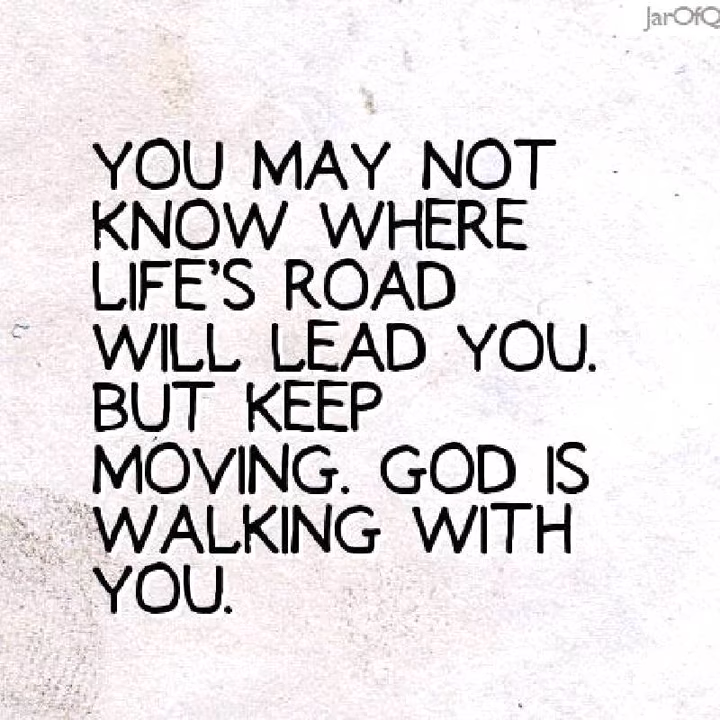 JarOfQ
YOU MAY NOT
KNOW WHERE
LIFE'S ROAD
WILL LEAD YOU.
BUT KEEP
MOVING. GOD IS
WALKING WITH
YOU.